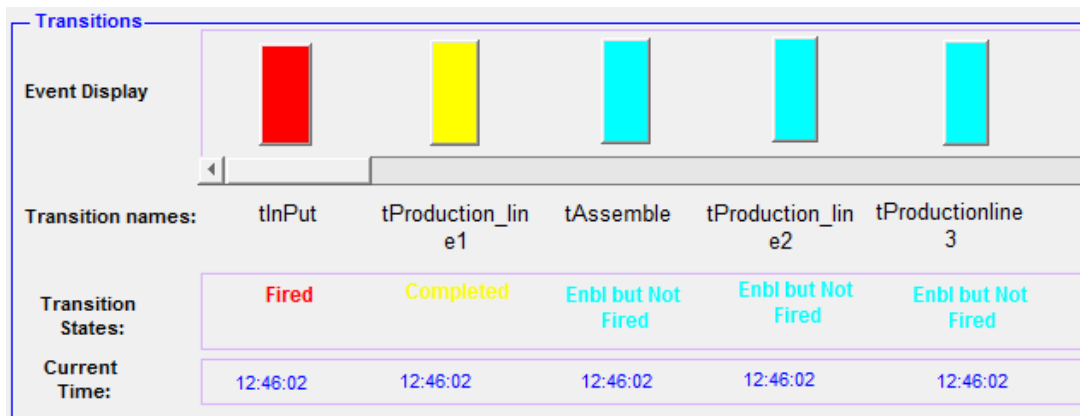 Transitions
Event Display
Transition names:
tInPut
tProduction_lin
e1
tAssemble
tProduction_lin
e2
tProductionline
3
Transition
States:
Fired
Completed
Enbl but Not
Fired
Enbl but Not
Fired
Enbl but Not
Fired
Current
Time:
12:46:02
12:46:02
12:46:02
12:46:02
12:46:02